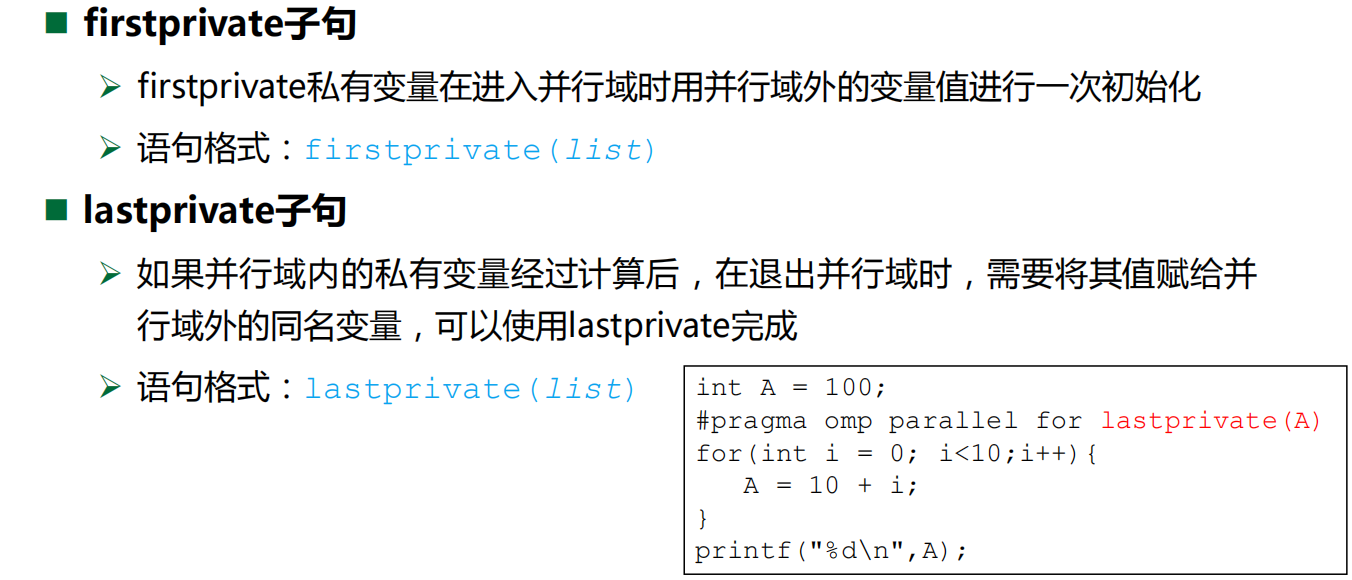 ■ firstprivate子句
➢ firstprivate私有变量在进入并行域时用并行域外的变量值进行一次初始化
➢ 语句格式：firstprivate(list)
■ lastprivate子句
➢ 如果并行域内的私有变量经过计算后，在退出并行域时，需要将其值赋给并
行域外的同名变量，可以使用lastprivate完成
➢ 语句格式：lastprivate(list)
int A = 100;
#pragma omp parallel for lastprivate(A)
for(int i = 0; i<10;i++){
   A = 10 + i;
}
printf("%d\n",A);